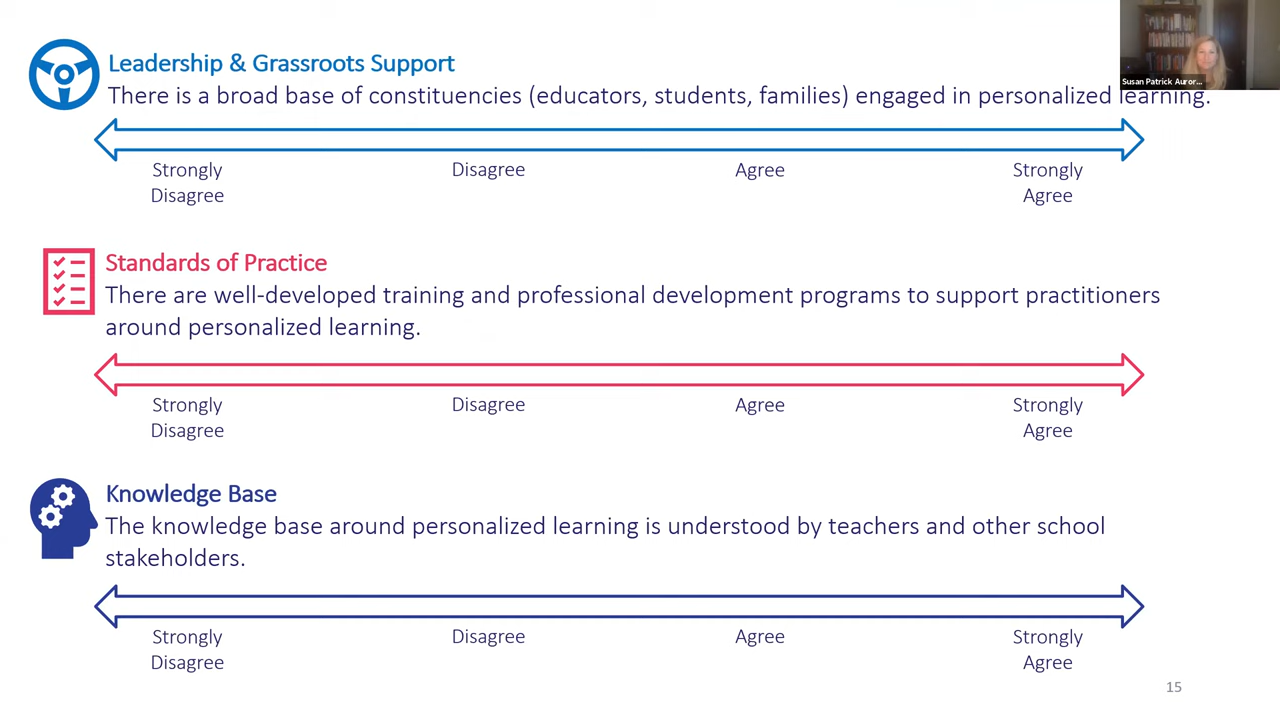 Leadership & Grassroots Support
There is a broad base of constituencies (educators, students, families) engaged in personalized learning.
Susan Patrick Auror...
Strongly Disagree Agree Strongly
Disagree Agree
Standards of Practice
There are well-developed training and professional development programs to support practitioners
around personalized learning.
Strongly Disagree Agree Strongly
Disagree Agree
Knowledge Base
The knowledge base around personalized learning is understood by teachers and other school
stakeholders.
Strongly Disagree Agree Strongly
Disagree Agree
15